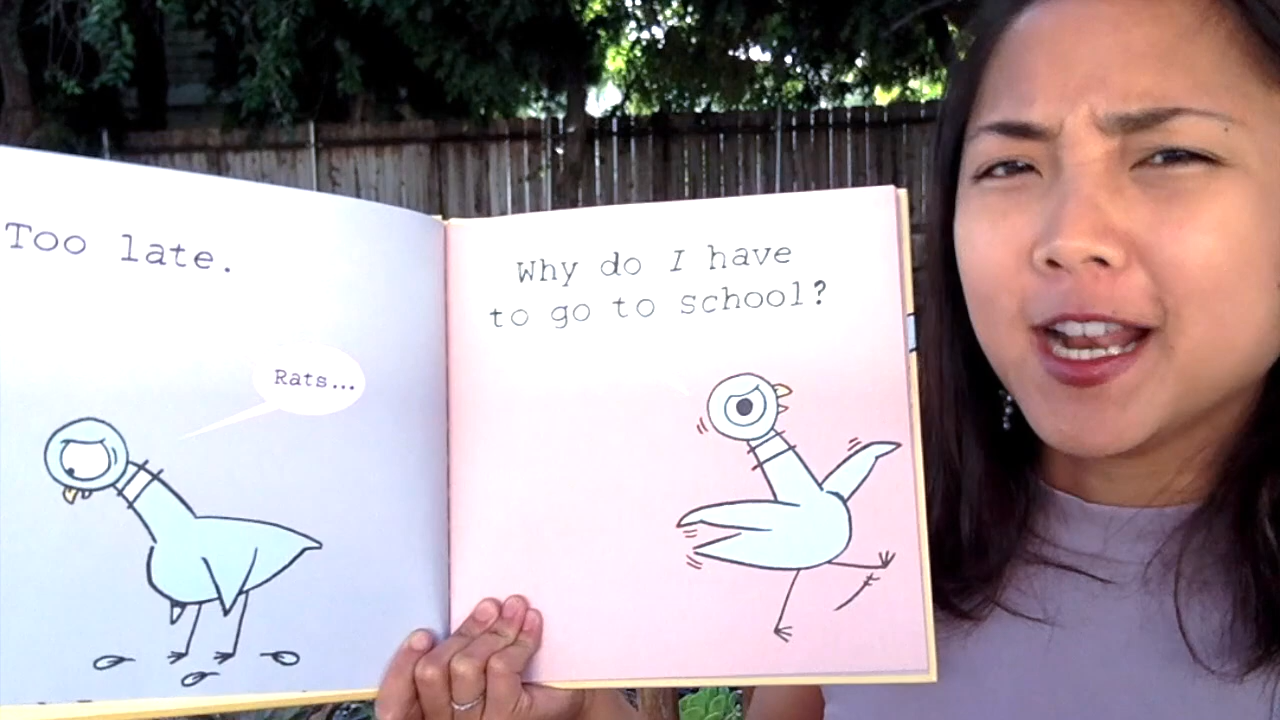 Too late.
Rats...
Why do I have
to go to school?